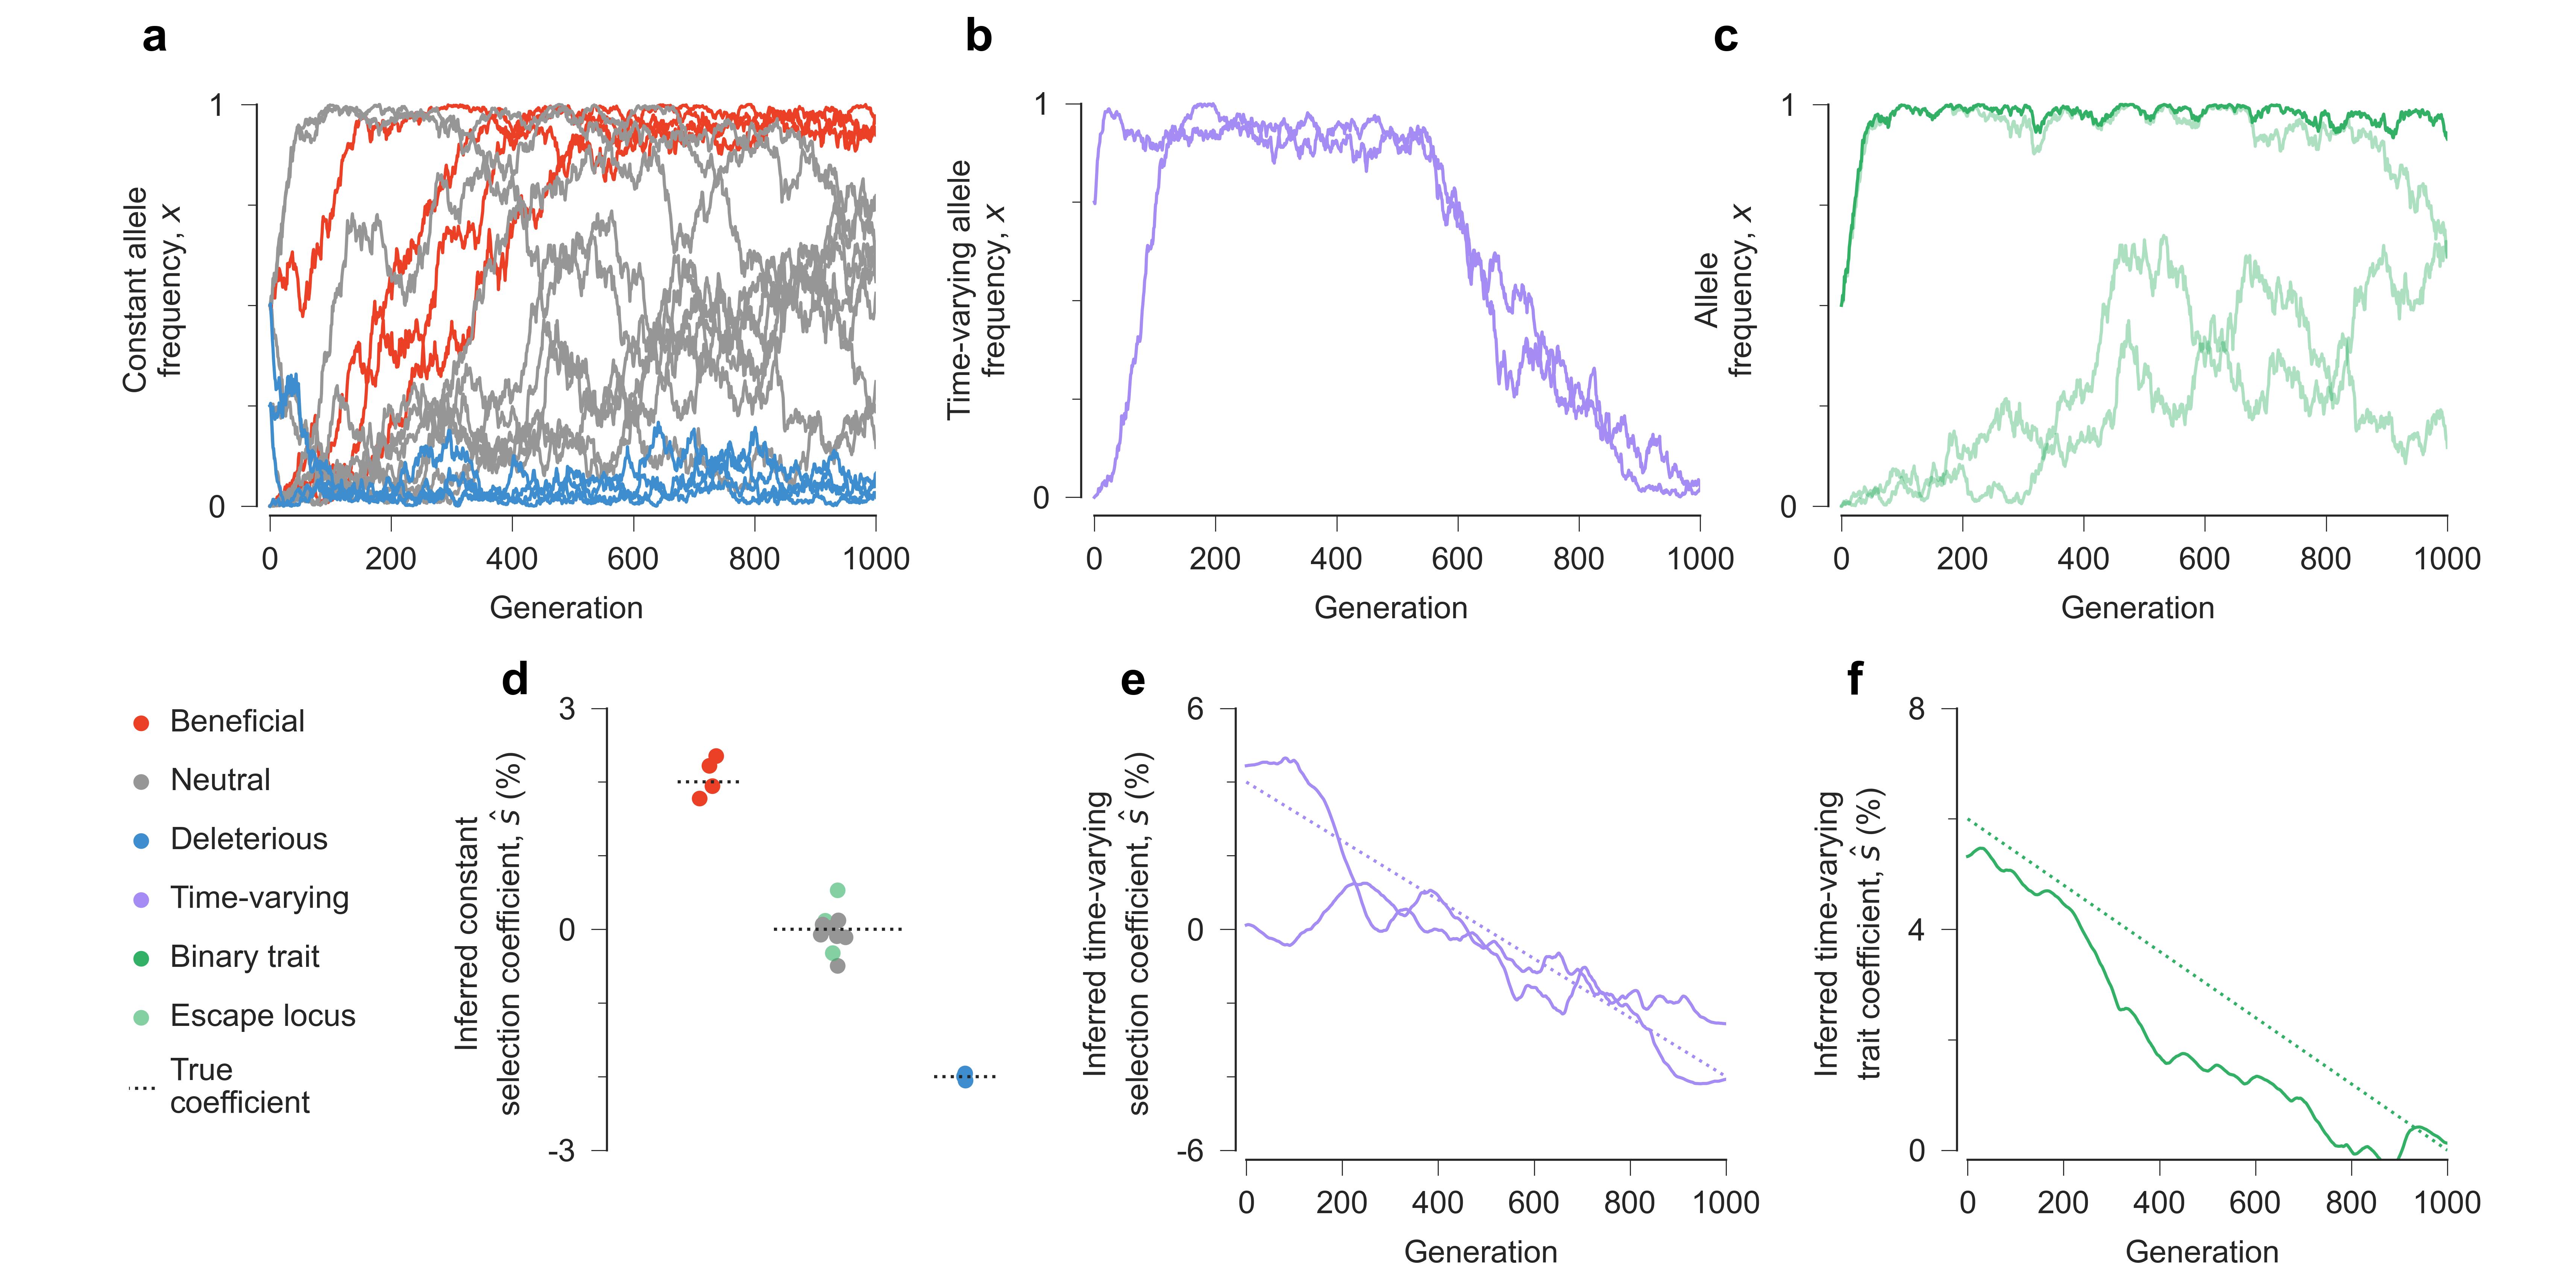 a
Constant allele
frequency, x
1
0
0 200 400 600 800 1000
Generation
b
Time-varying allele
frequency, x
1
0
0 200 400 600 800 1000
Generation
c
Allele
frequency, x
1
0
0 200 400 600 800 1000
Generation
Beneficial
Neutral
Deleterious
Time-varying
Binary trait
Escape locus
True
coefficient
d
Inferred constant
selection coefficient, ŝ (%)
3
0
-3
e
Inferred time-varying
selection coefficient, ŝ (%)
6
0
-6
0 200 400 600 800 1000
Generation
f
Inferred time-varying
trait coefficient, ŝ (%)
8
4
0
0 200 400 600 800 1000
Generation